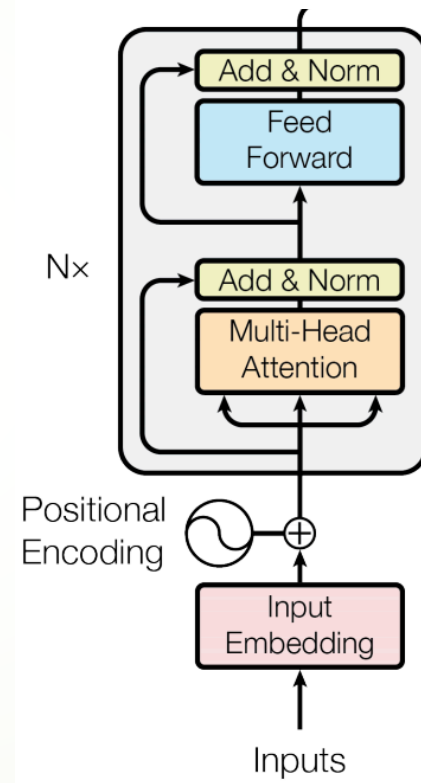 Add & Norm
Feed
Forward
N×
Add & Norm
Multi-Head
Attention
Positional
Encoding
Input
Embedding
Inputs